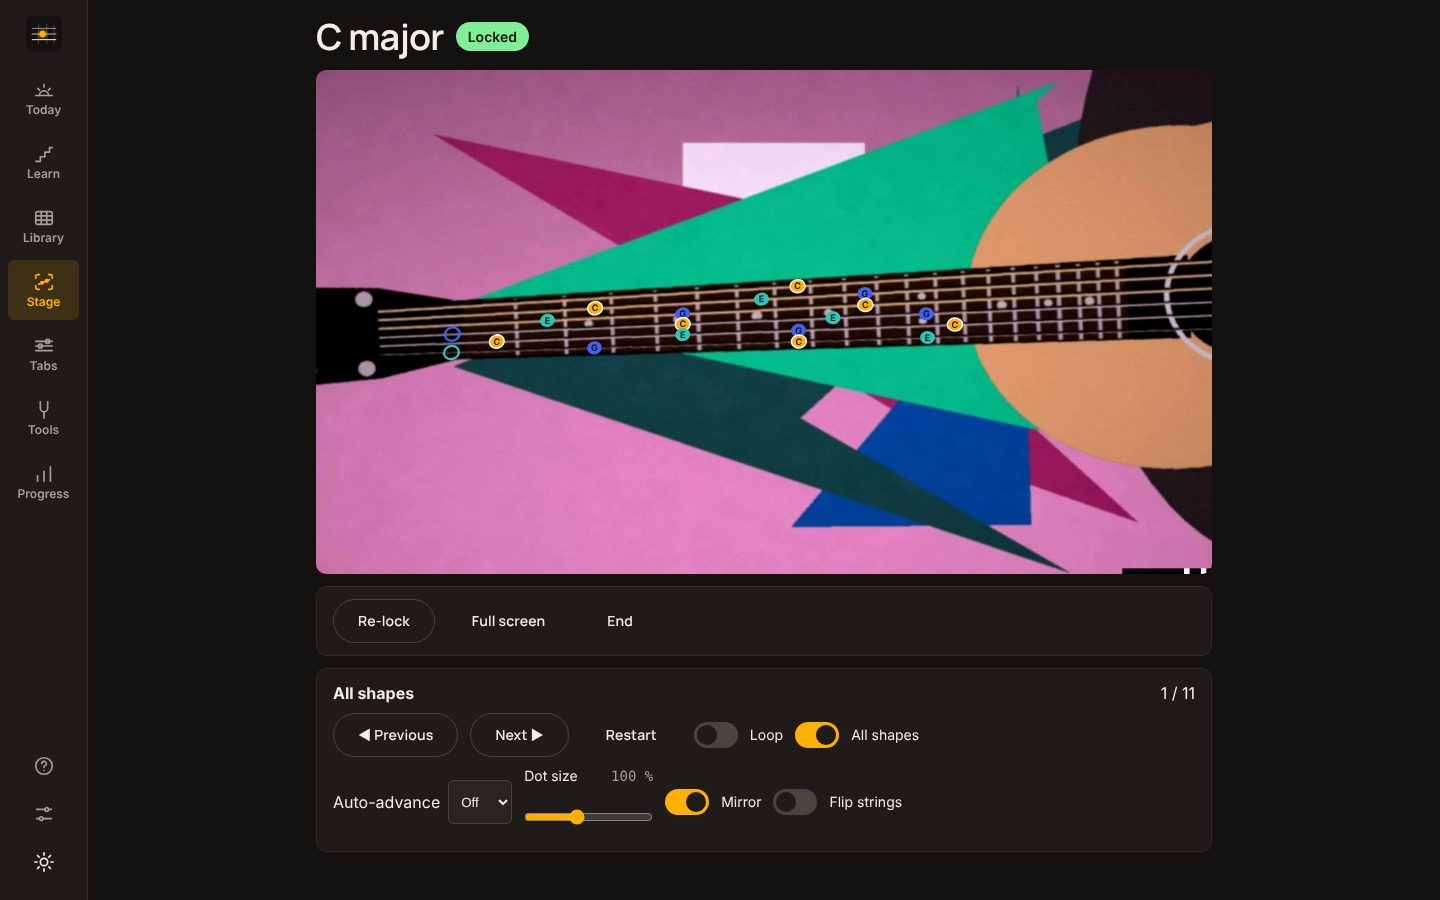 C major
Locked
Today
Learn
Library
Stage
Tabs
Tools
Progress
C
C
G
E
C
C
E
G
G
C
E
G
C
E
C
G
C
E
Re-lock
Full screen
End
All shapes
1 / 11
◀ Previous
Next ▶
Restart
Loop
All shapes
Auto-advance
Off
Dot size
100 %
Mirror
Flip strings